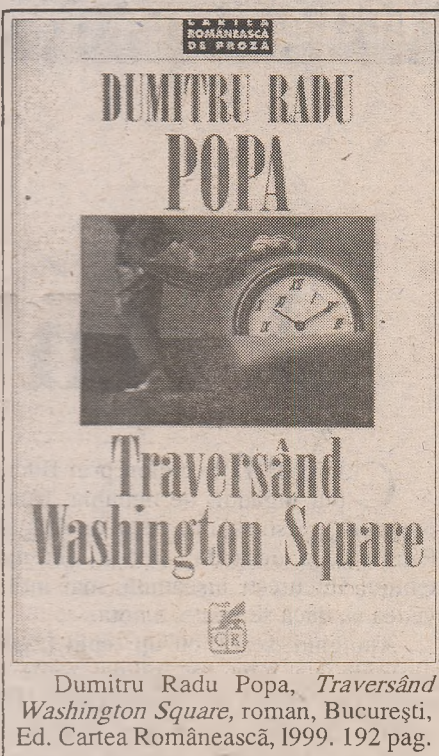 CARTEA
ROMÂNEASCĂ
DE PROZĂ
DUMITRU RADU
POPA
Traversând
Washington Square
CR
Dumitru Radu Popa, Traversând
Washington Square, roman, Bucureşti,
Ed. Cartea Românească, 1999. 192 pag.